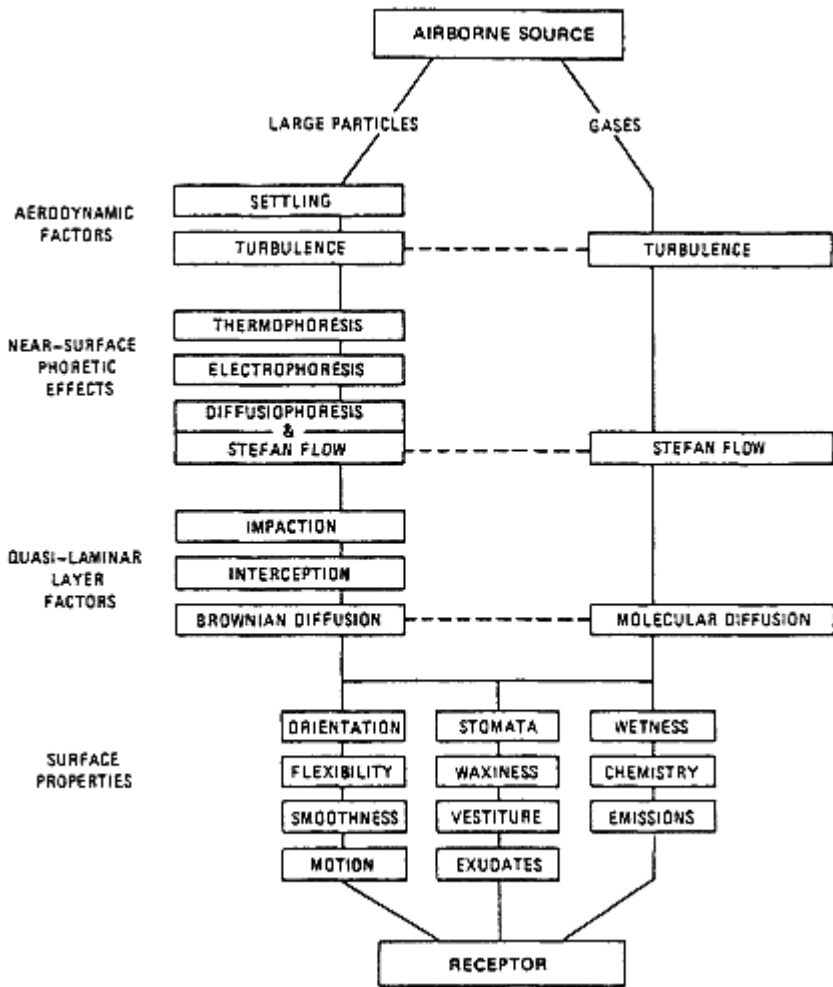 AIRBORNE SOURCE
LARGE PARTICLES
GASES
AERODYNAMIC
FACTORS
SETTLING
TURBULENCE
TURBULENCE
NEAR-SURFACE
PHORETIC
EFFECTS
THERMOPHORESIS
ELECTROPHORESIS
DIFFUSIOPHORESIS
&
STEFAN FLOW
STEFAN FLOW
QUASI-LAMINAR
LAYER
FACTORS
IMPACTION
INTERCEPTION
BROWNIAN DIFFUSION
MOLECULAR DIFFUSION
SURFACE
PROPERTIES
ORIENTATION
FLEXIBILITY
SMOOTHNESS
MOTION
STOMATA
WAXINESS
VESTITURE
EXUDATES
WETNESS
CHEMISTRY
EMISSIONS
RECEPTOR